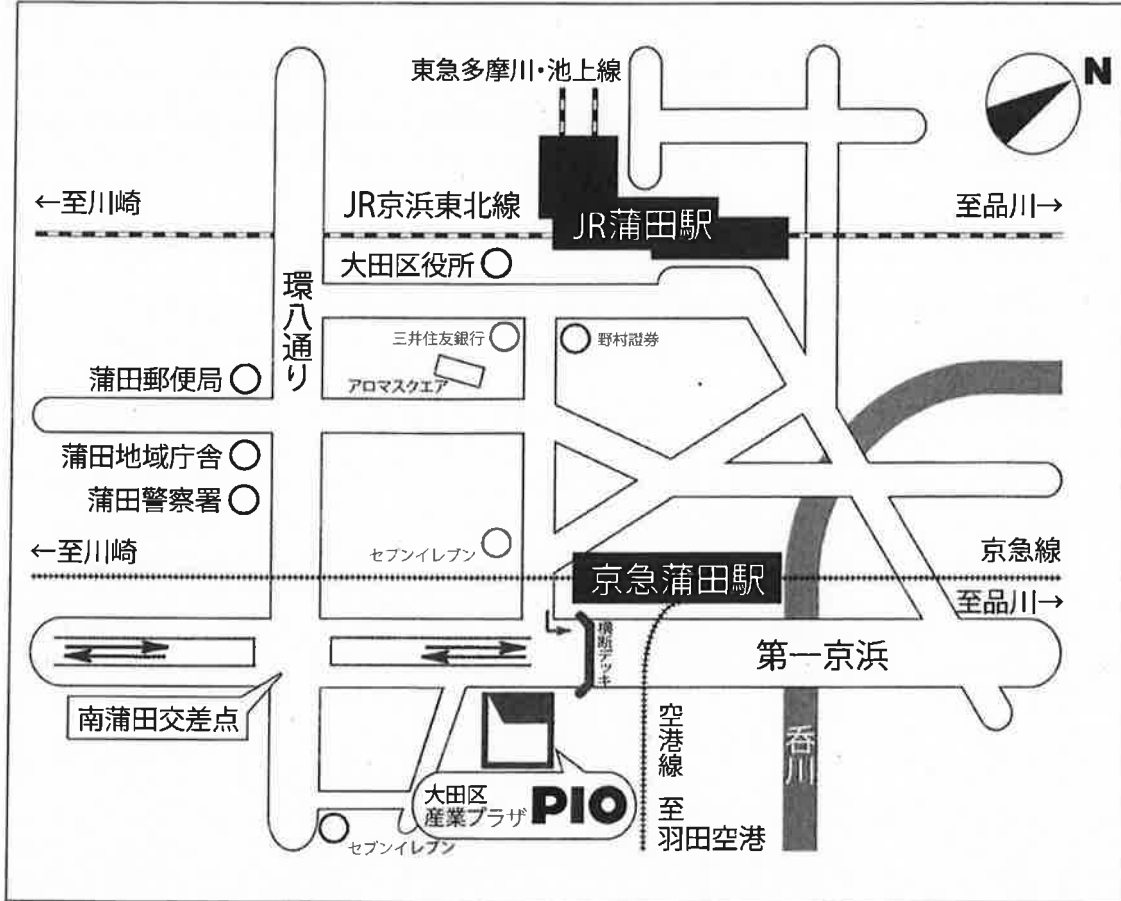 東急多摩川・池上線
N
←至川崎
JR京浜東北線
JR蒲田駅
至品川→
大田区役所
環八通り
三井住友銀行
野村證券
蒲田郵便局
アロマスクエア
蒲田地域庁舎
蒲田警察署
←至川崎
セブンイレブン
京急蒲田駅
京急線
至品川→
横断デッキ
第一京浜
南蒲田交差点
空港線 至
羽田空港
呑川
大田区
産業プラザ PIO
セブンイレブン